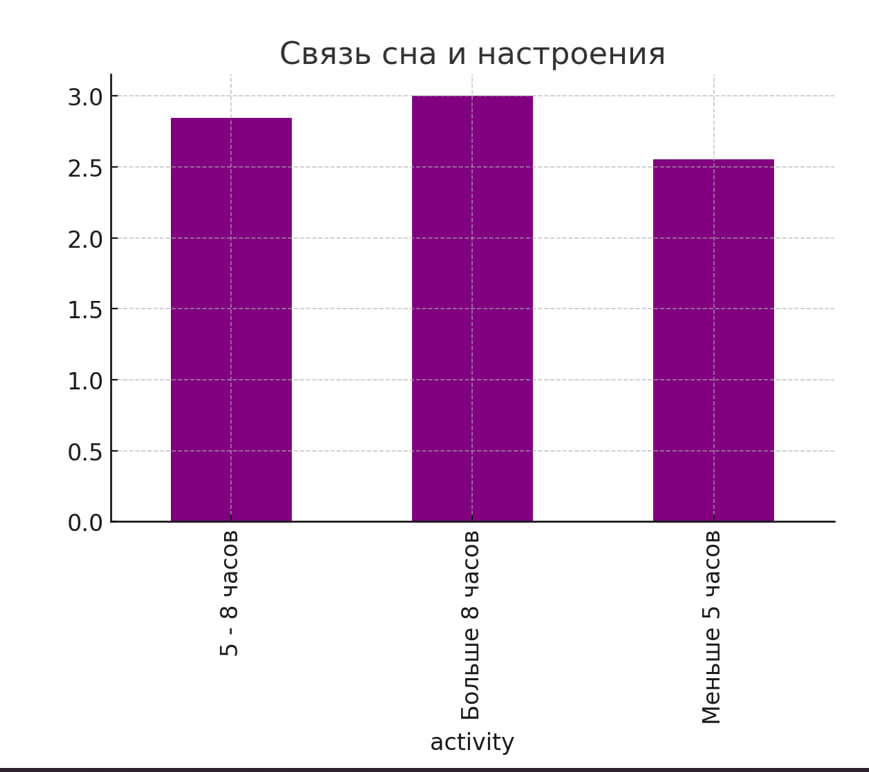 Связь сна и настроения
3.0
2.5
2.0
1.5
1.0
0.5
0.0
5 - 8 часов
Больше 8 часов
Меньше 5 часов
activity